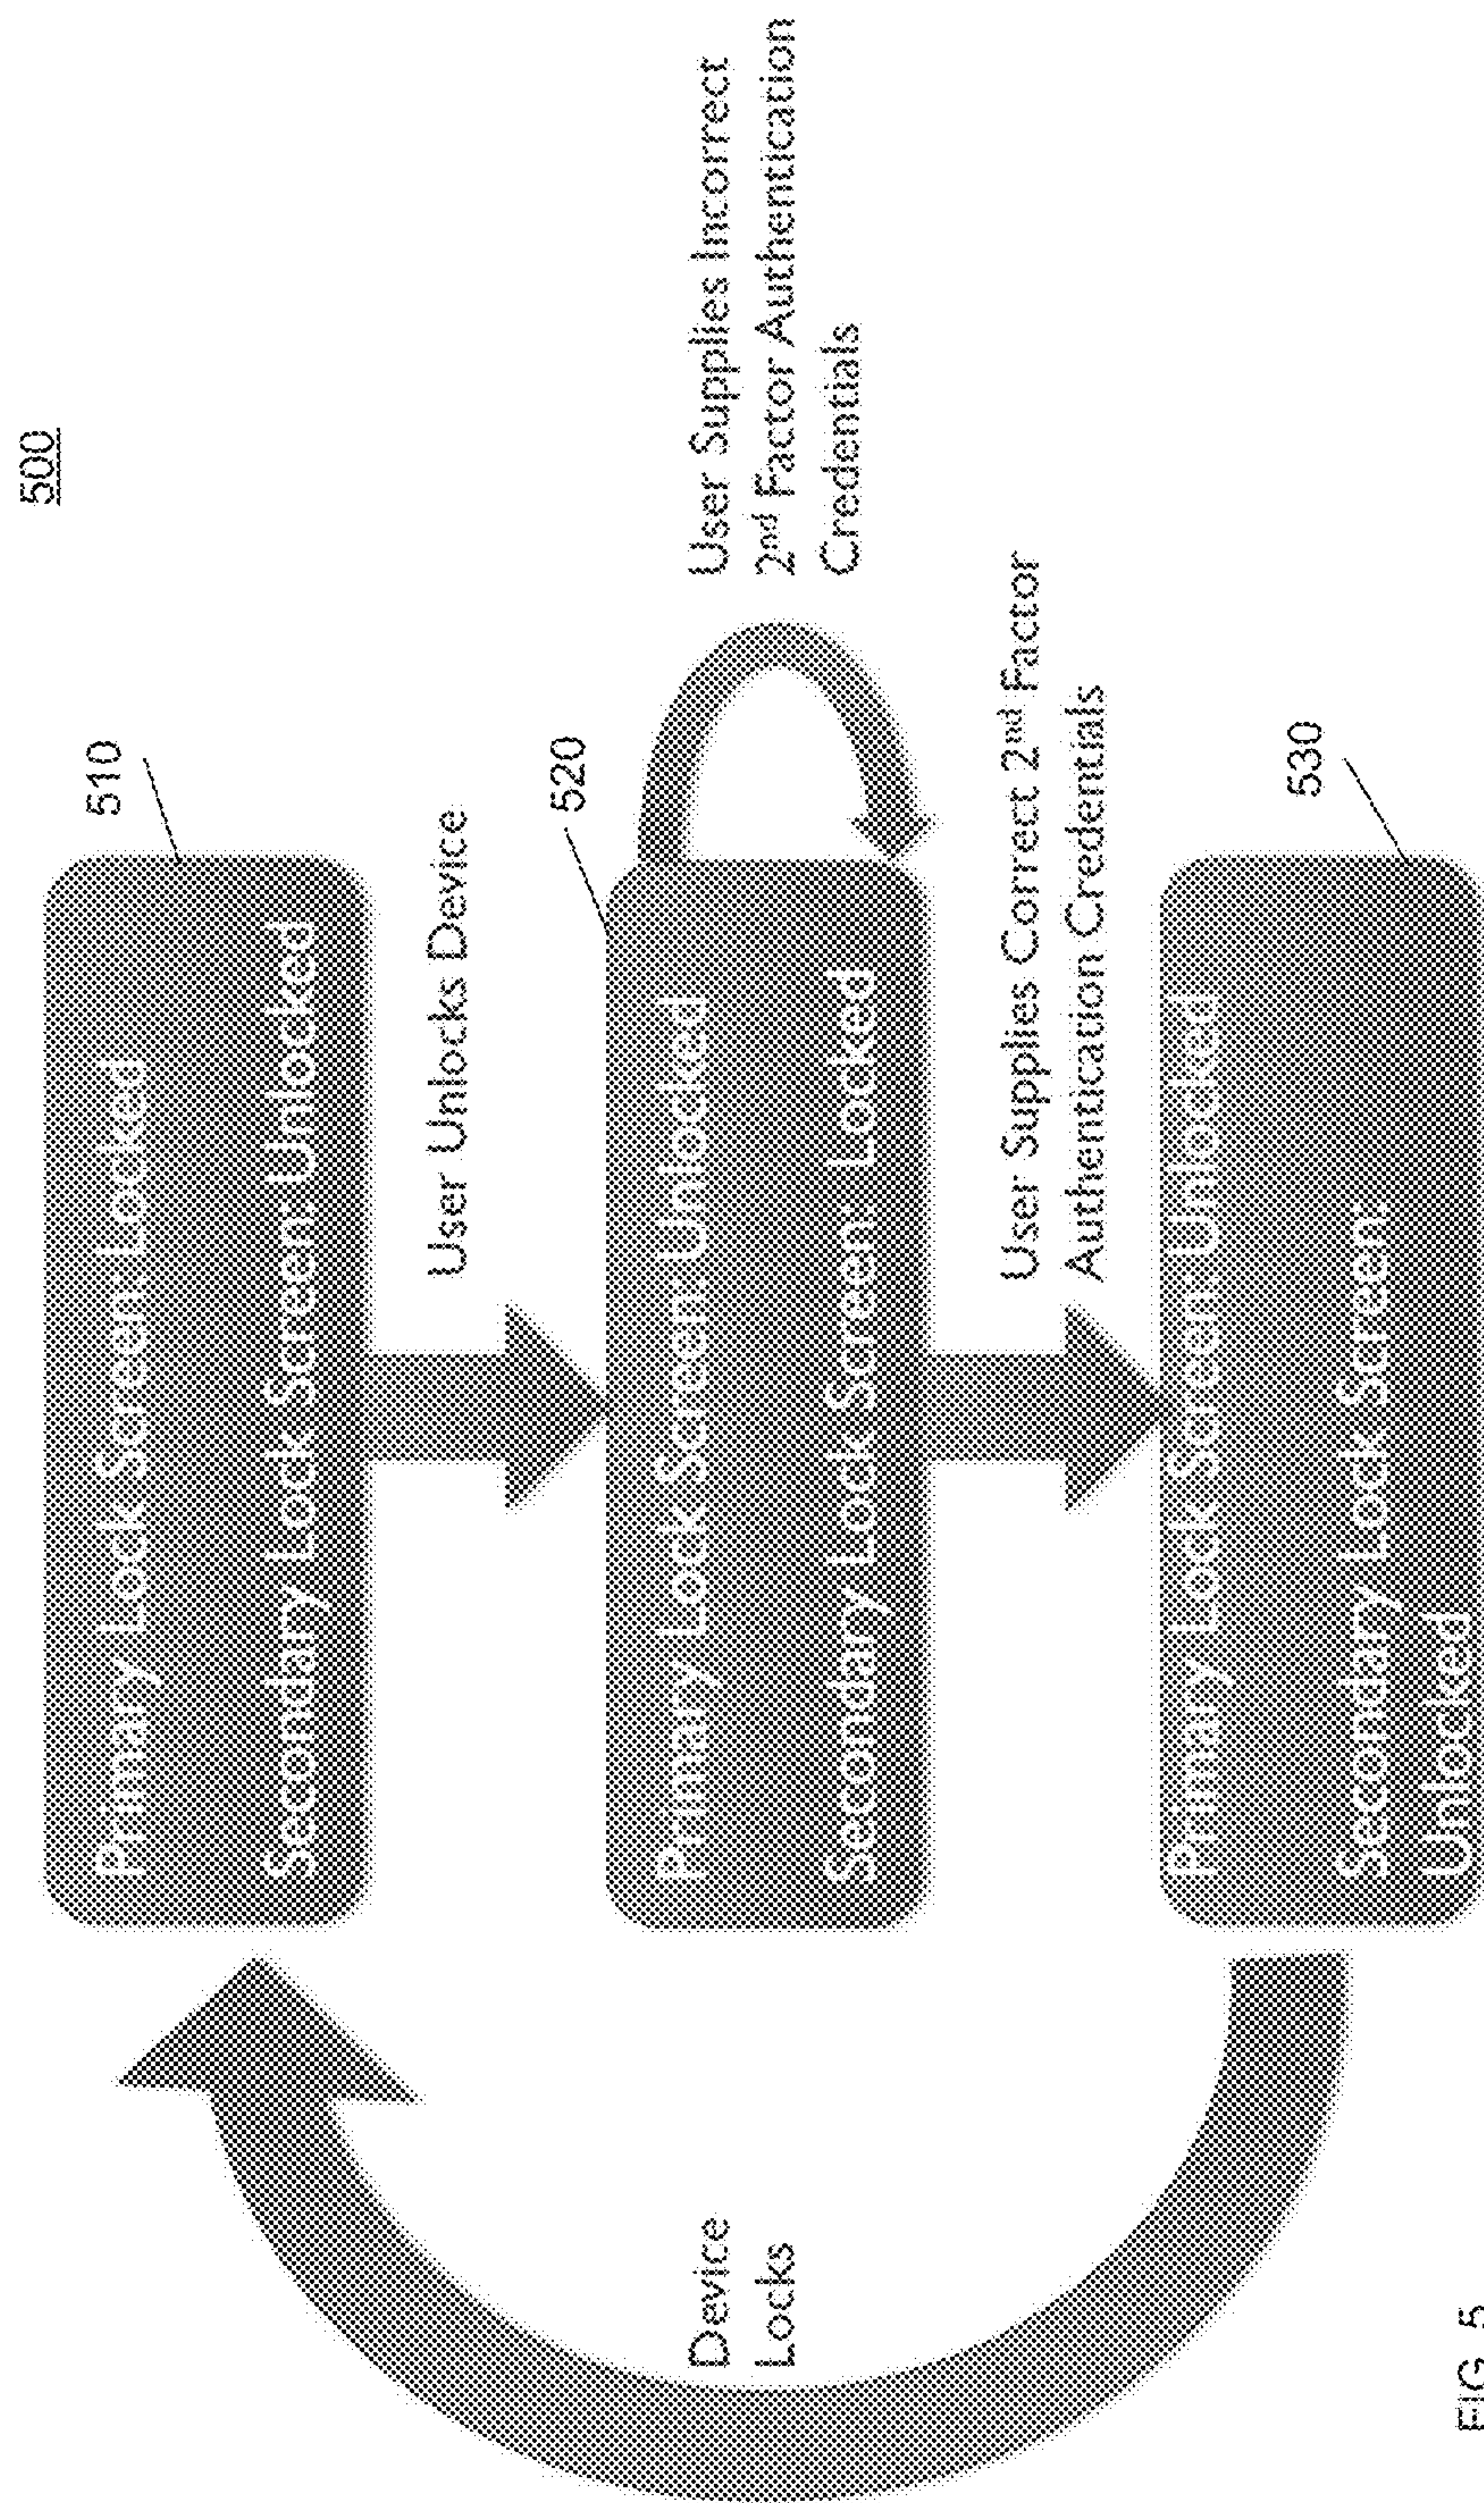 500
510
Primary Lock Screen: Locked
Secondary Lock Screen: Unlocked
User Unlocks Device
520
Primary Lock Screen: Unlocked
Secondary Lock Screen: Locked
User Supplies Incorrect
2nd Factor Authentication
Credentials
User Supplies Correct 2nd Factor
Authentication Credentials
530
Primary Lock Screen: Unlocked
Secondary Lock Screen:
Unlocked
Device
Locks
FIG. 5